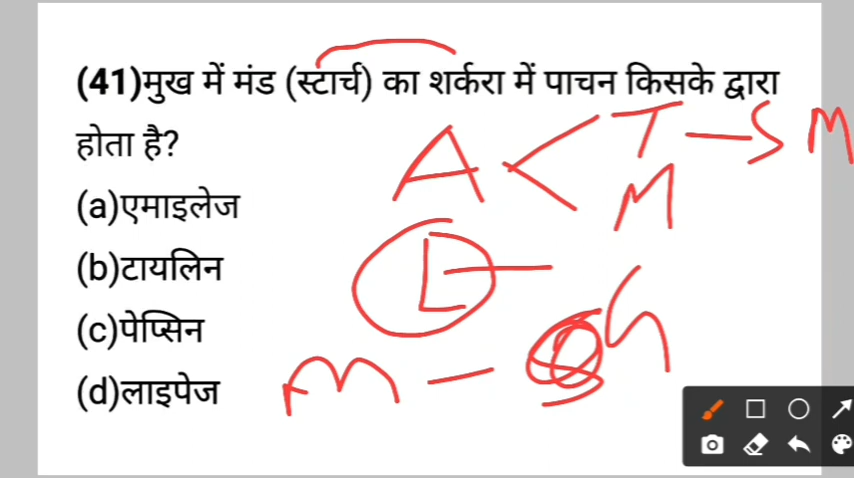 (41)मुख में मंड (स्टार्च) का शर्करा में पाचन किसके द्वारा
होता है?
A < T — S M
M
(a)एमाइलेज
(b)टायलिन
L —
(c)पेप्सिन
(d)लाइपेज
m —